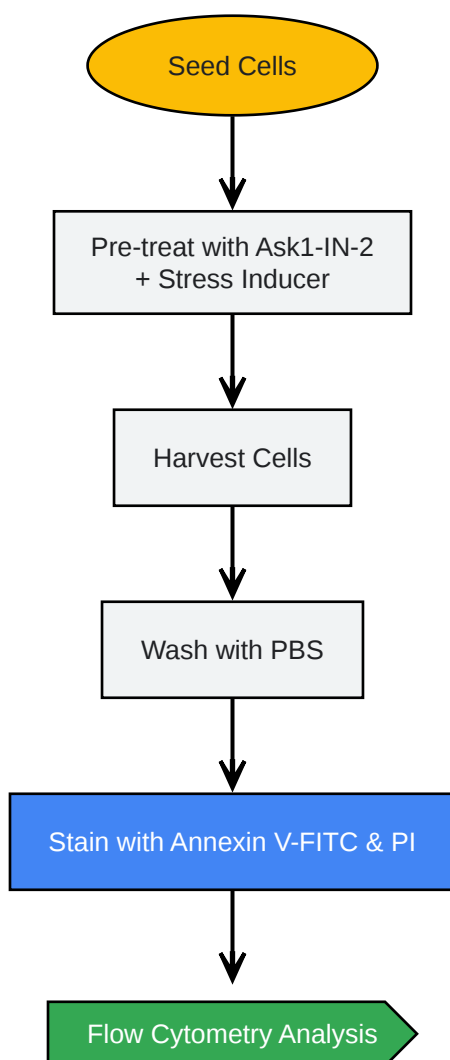 Seed Cells
Pre-treat with Ask1-IN-2
+ Stress Inducer
Harvest Cells
Wash with PBS
Stain with Annexin V-FITC & PI
Flow Cytometry Analysis